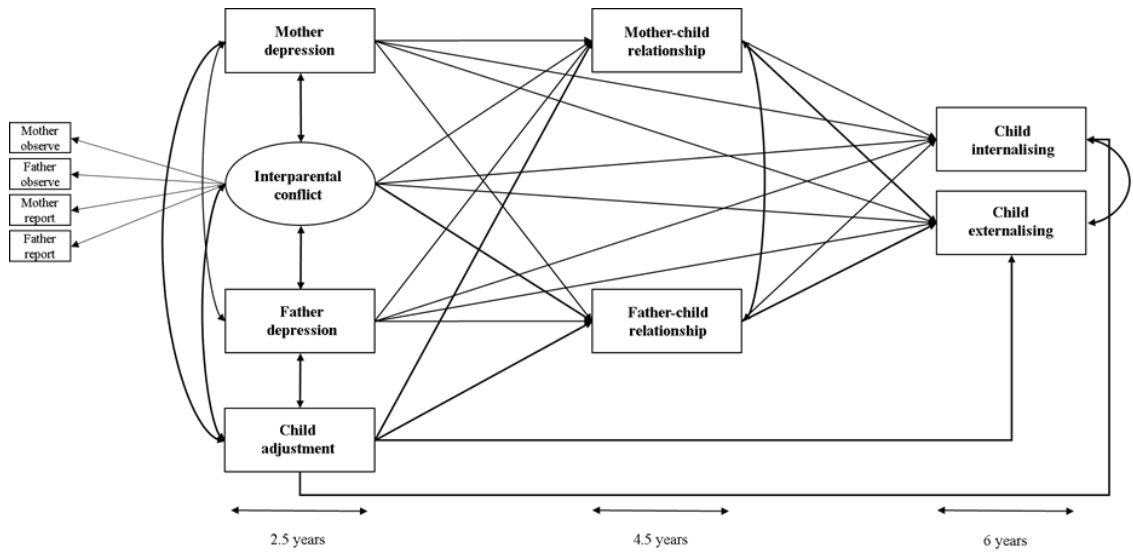 Mother
depression
Mother-child
relationship
Mother
observe
Father
observe
Mother
report
Father
report
Interparental
conflict
Child
internalising
Child
externalising
Father
depression
Father-child
relationship
Child
adjustment
2.5 years
4.5 years
6 years